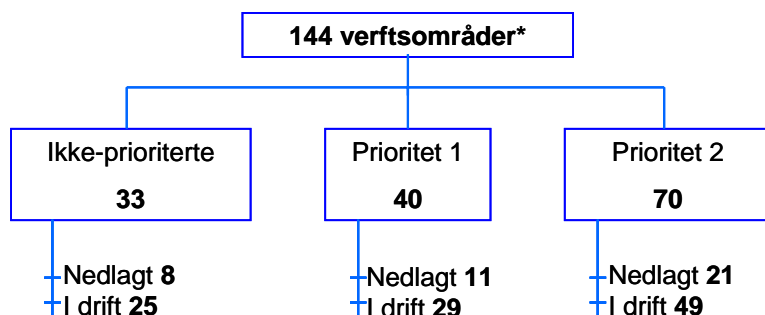 144 verftsområder*
Ikke-prioriterte
33
Prioritet 1
40
Prioritet 2
70
Nedlagt 8
I drift 25
Nedlagt 11
I drift 29
Nedlagt 21
I drift 49